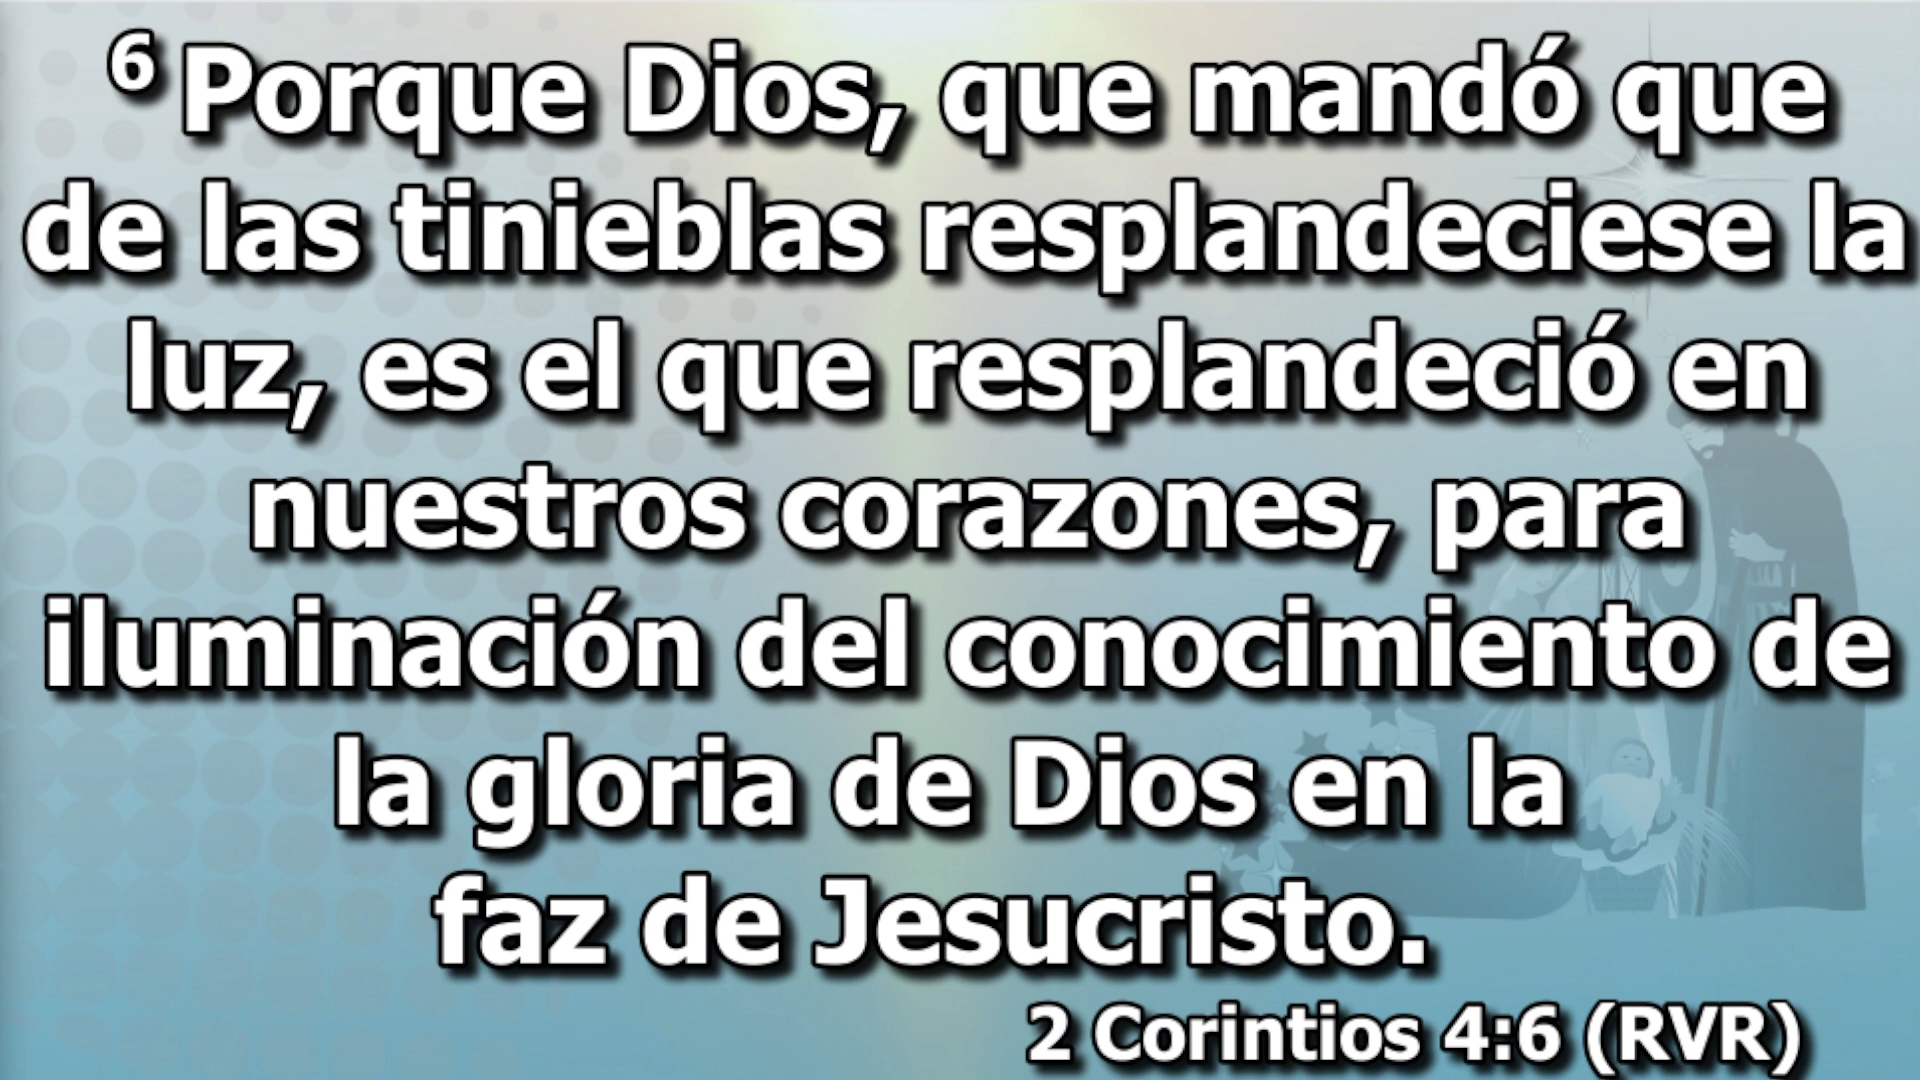 6 Porque Dios, que mandó que
de las tinieblas resplandeciese la
luz, es el que resplandeció en
nuestros corazones, para
iluminación del conocimiento de
la gloria de Dios en la
faz de Jesucristo.
2 Corintios 4:6 (RVR)